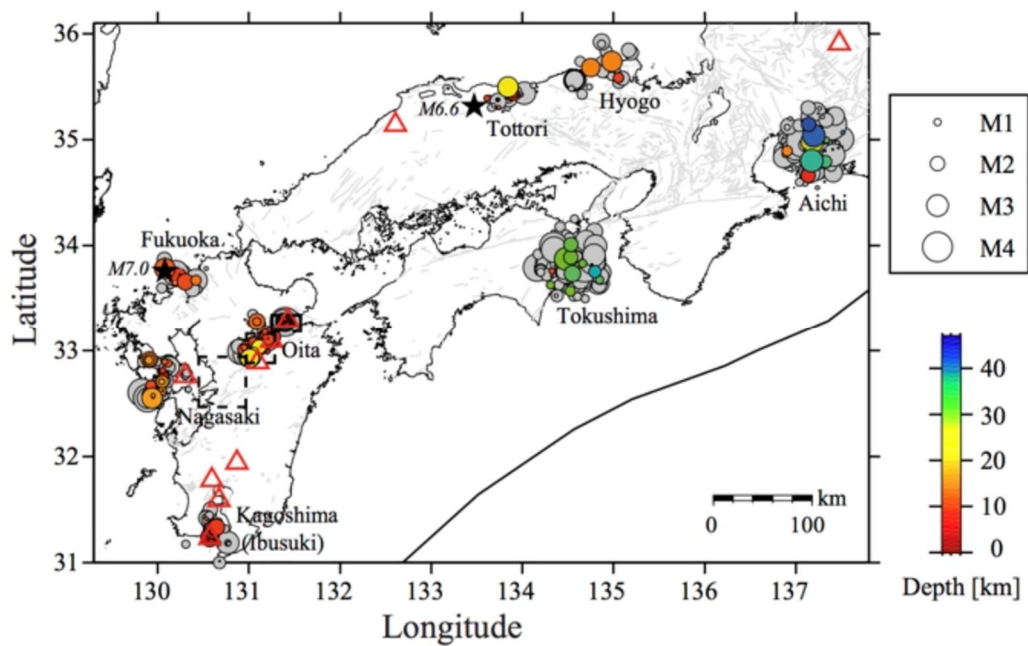 36
35
34
33
32
31
Latitude
130
131
132
133
134
135
136
137
Longitude
M6.6
Tottori
Hyogo
Aichi
Fukuoka
M7.0
Tokushima
Oita
Nagasaki
Kagoshima
(Ibusuki)
km
0
100
M1
M2
M3
M4
40
30
20
10
0
Depth [km]